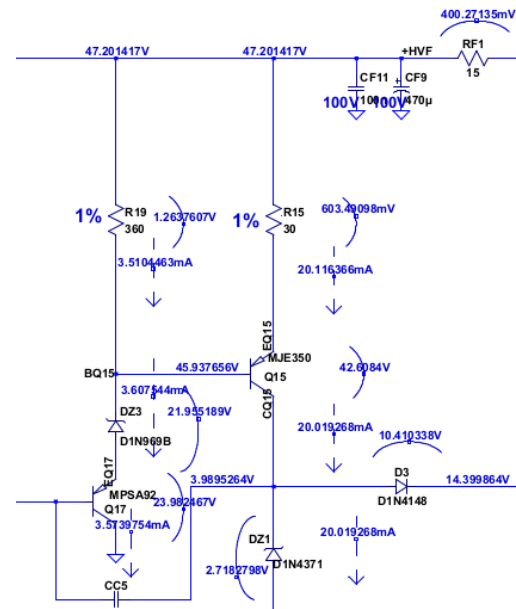 400.27135mV
47.201417V
47.201417V
+HVF
RF1
15
CF11
100n
100V
CF9
470µ
100V
1%
R19
360
1.2637607V
3.5104463mA
1%
R15
30
603.49098mV
20.116366mA
EQ15
MJE350
Q15
CQ15
BQ15
45.937656V
42.6084V
3.607544mA
21.955189V
DZ3
D1N969B
20.019268mA
10.410338V
EQ17
MPSA92
Q17
23.982467V
3.5739754mA
3.9895264V
D3
D1N4148
14.399864V
DZ1
D1N4371
2.7182798V
20.019268mA
CC5